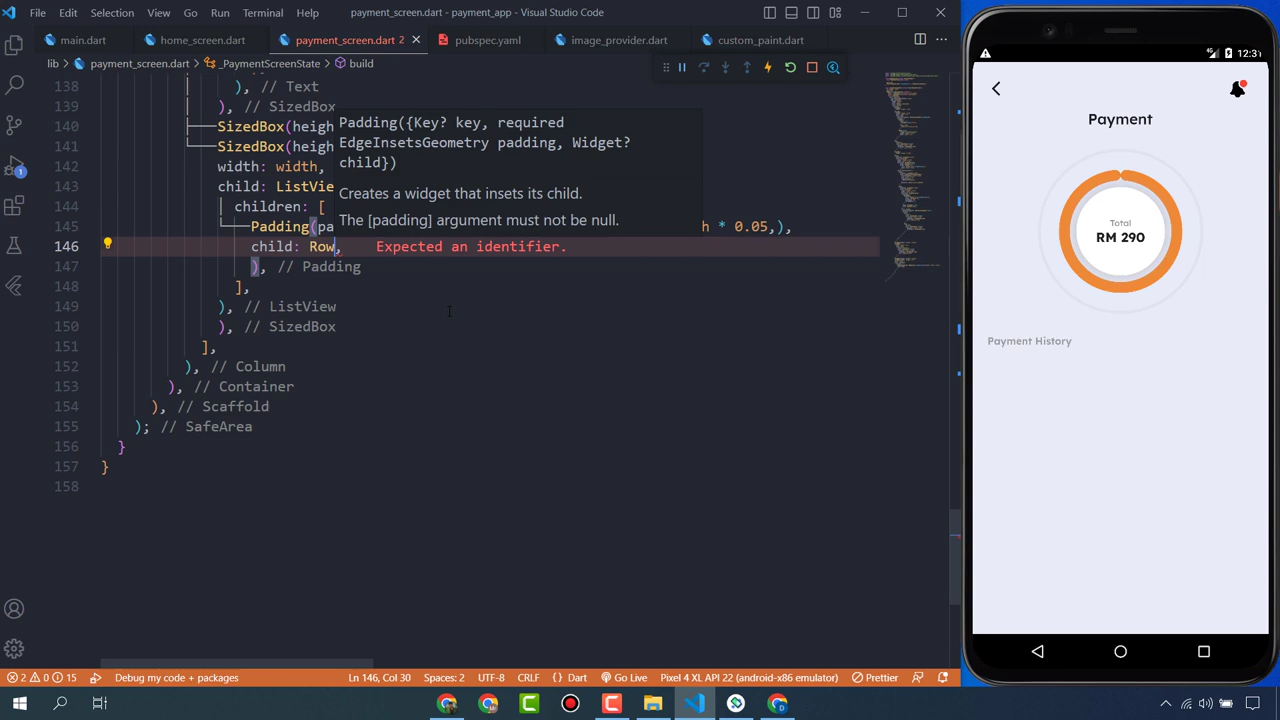 File Edit Selection View Go Run Terminal Help payment_screen.dart - payment_app - Visual Studio Code
main.dart home_screen.dart payment_screen.dart 2 pubspec.yaml image_provider.dart custom_paint.dart
lib > payment_screen.dart > _PaymentScreenState > build
138 ), // Text
139 ), // SizedBox
140 SizedBox(heigh
141 SizedBox(heigh
142 width: width,
143 child: ListVie
144 children: [
145 Padding(pa h * 0.05,),
146 child: Row, Expected an identifier.
147 ), // Padding
148 ],
149 ), // ListView
150 ), // SizedBox
151 ],
152 ), // Column
153 ), // Container
154 ), // Scaffold
155 ); // SafeArea
156 }
157 }
158
Padding({Key? key, required
EdgeInsetsGeometry padding, Widget?
child})
Creates a widget that insets its child.
The [padding] argument must not be null.
1
2 0 15 Debug my code + packages Ln 146, Col 30 Spaces: 2 UTF-8 CRLF {} Dart Go Live Pixel 4 XL API 22 (android-x86 emulator) Prettier
4G 12:3
Payment
Total
RM 290
Payment History